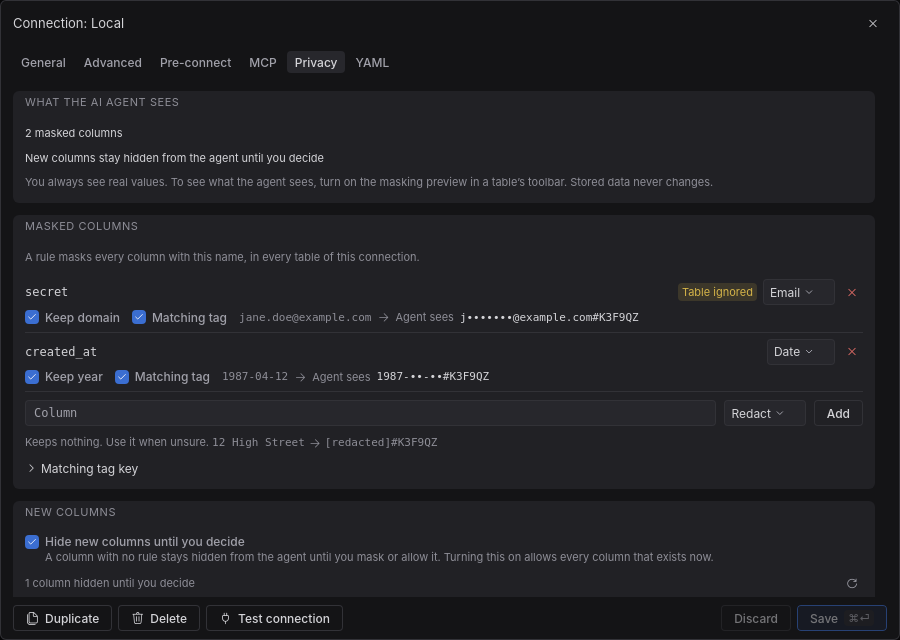 Connection: Local
General Advanced Pre-connect MCP Privacy YAML
WHAT THE AI AGENT SEES
2 masked columns
New columns stay hidden from the agent until you decide
You always see real values. To see what the agent sees, turn on the masking preview in a table's toolbar. Stored data never changes.
MASKED COLUMNS
A rule masks every column with this name, in every table of this connection.
secret Table ignored Email
Keep domain Matching tag jane.doe@example.com → Agent sees j•••••••@example.com#K3F9QZ
created_at Date
Keep year Matching tag 1987-04-12 → Agent sees 1987-••-••#K3F9QZ
Column Redact Add
Keeps nothing. Use it when unsure. 12 High Street → [redacted]#K3F9QZ
Matching tag key
NEW COLUMNS
Hide new columns until you decide
A column with no rule stays hidden from the agent until you mask or allow it. Turning this on allows every column that exists now.
1 column hidden until you decide
Duplicate Delete Test connection Discard Save ⌘⏎